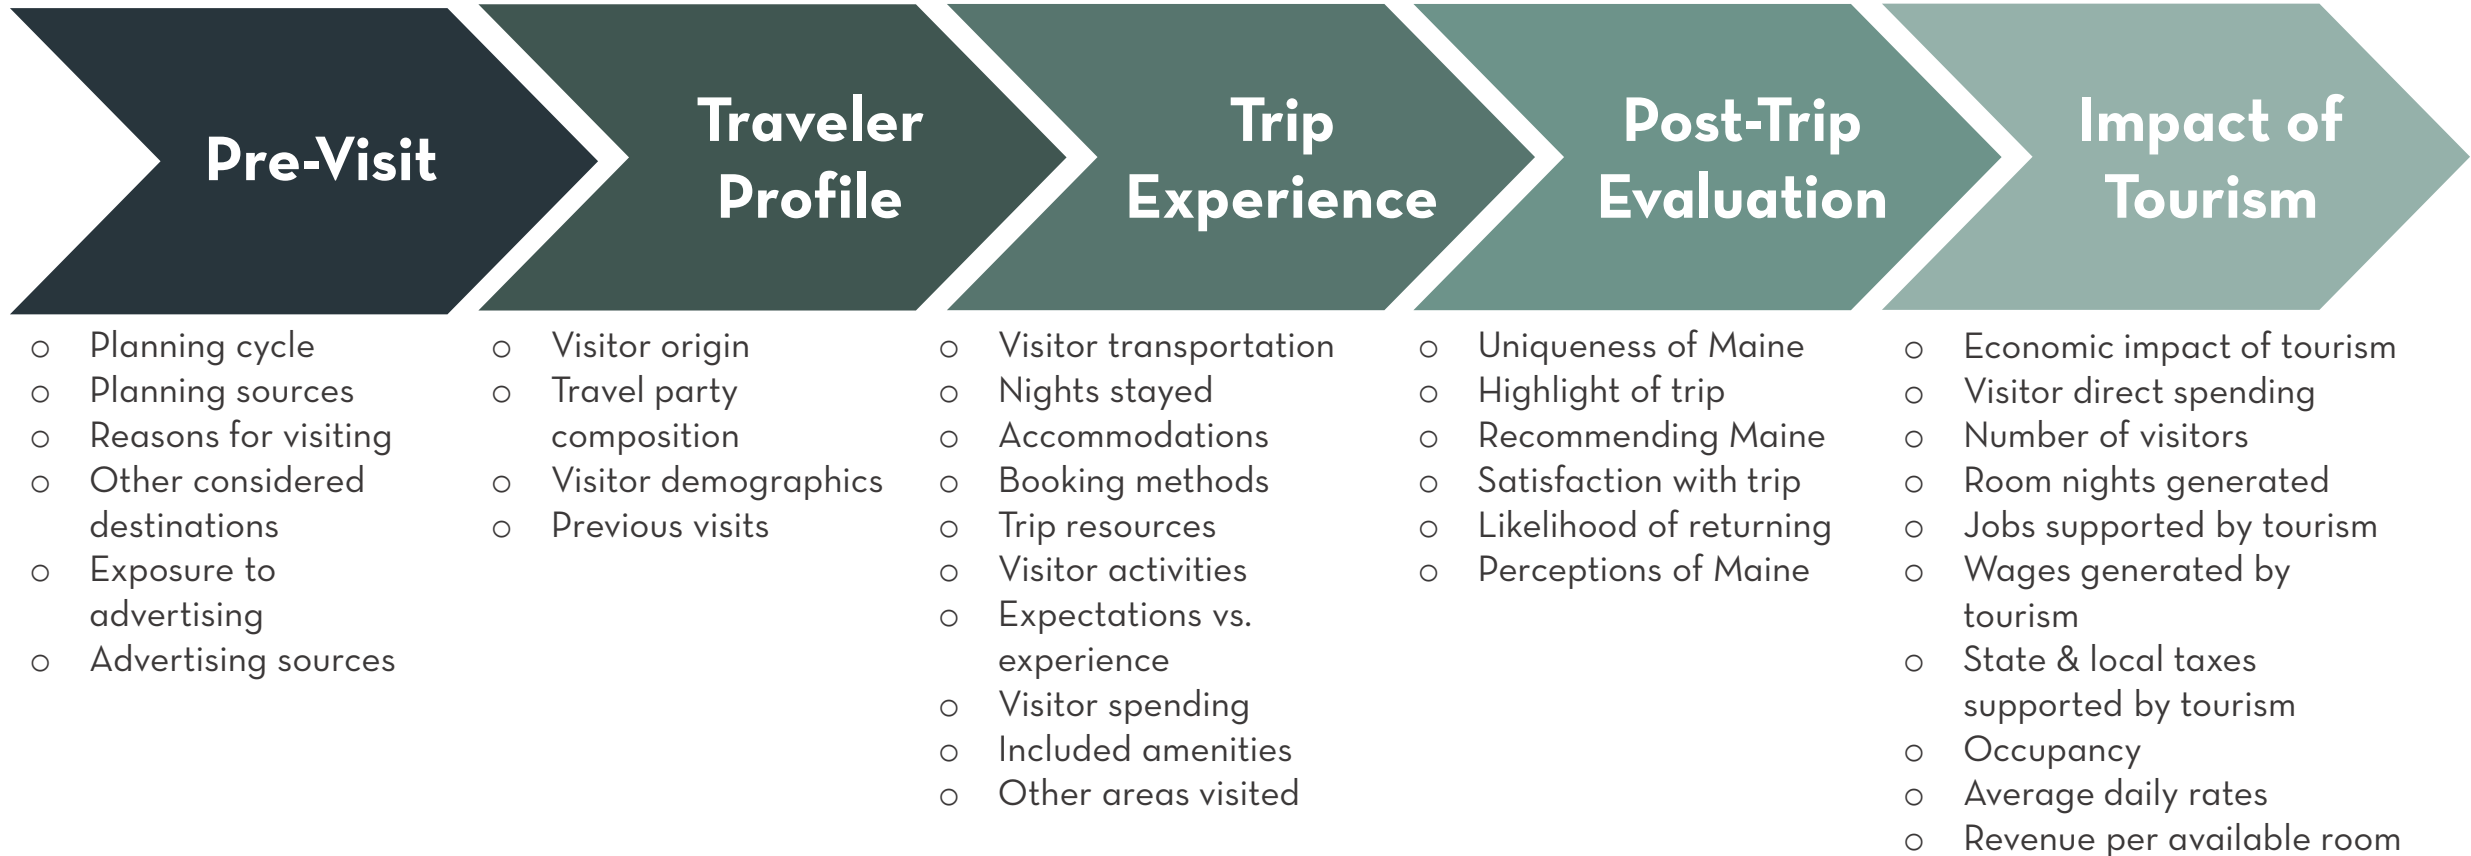 Pre-Visit
Traveler
Profile
Trip
Experience
Post-Trip
Evaluation
Impact of
Tourism
○ Planning cycle
○ Planning sources
○ Reasons for visiting
○ Other considered
destinations
○ Exposure to
advertising
○ Advertising sources
○ Visitor origin
○ Travel party
composition
○ Visitor demographics
○ Previous visits
○ Visitor transportation
○ Nights stayed
○ Accommodations
○ Booking methods
○ Trip resources
○ Visitor activities
○ Expectations vs.
experience
○ Visitor spending
○ Included amenities
○ Other areas visited
○ Uniqueness of Maine
○ Highlight of trip
○ Recommending Maine
○ Satisfaction with trip
○ Likelihood of returning
○ Perceptions of Maine
○ Economic impact of tourism
○ Visitor direct spending
○ Number of visitors
○ Room nights generated
○ Jobs supported by tourism
○ Wages generated by
tourism
○ State & local taxes
supported by tourism
○ Occupancy
○ Average daily rates
○ Revenue per available room